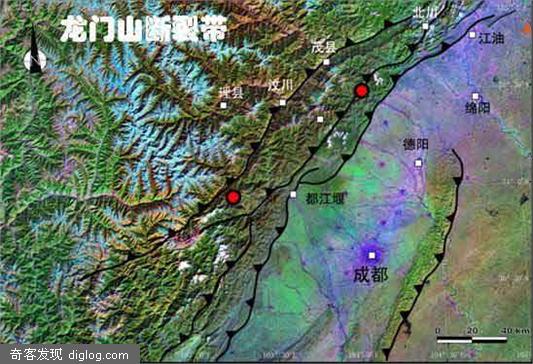 龙门山断裂带
北川
江油
茂县
汶川
理县
绵阳
德阳
都江堰
成都
N
0 20 40 km
奇客发现 diglog.com